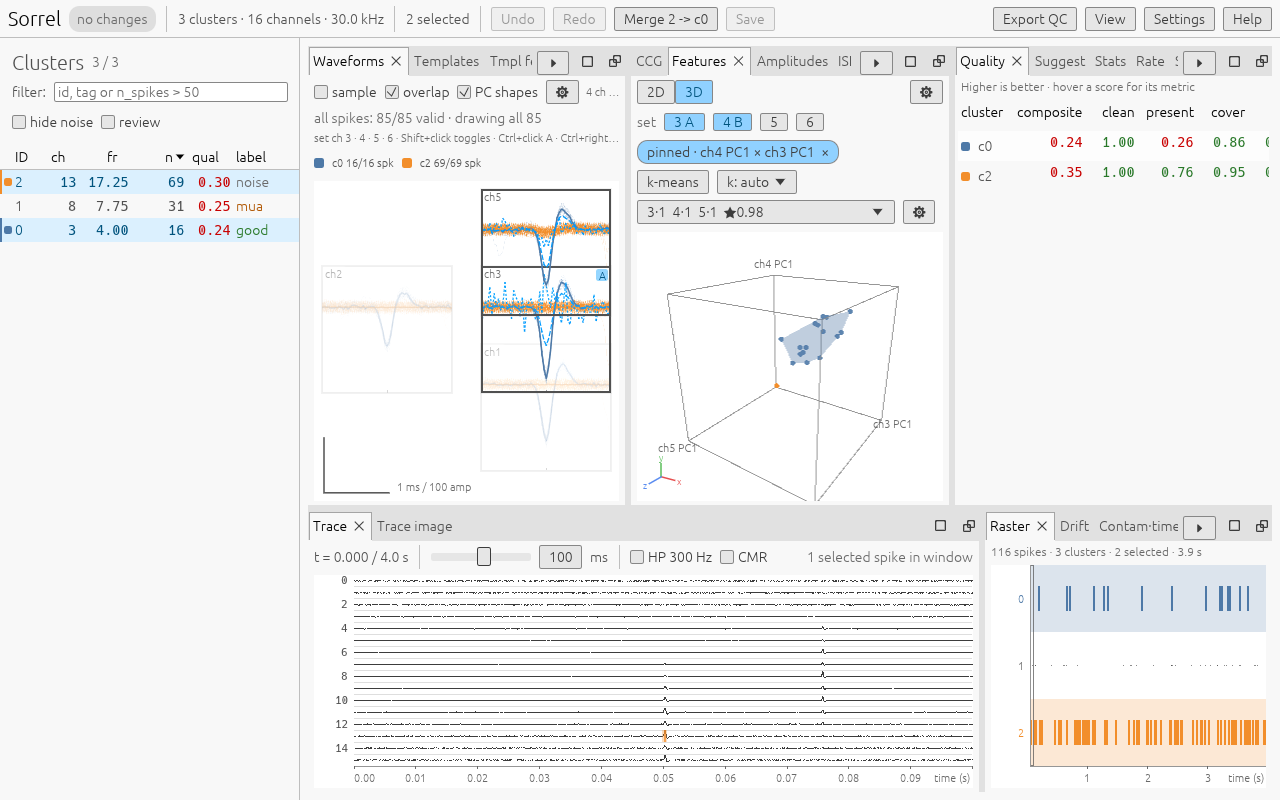 Sorrel no changes 3 clusters · 16 channels · 30.0 kHz 2 selected Undo Redo Merge 2 -> c0 Save Export QC View Settings Help
Clusters 3 / 3
filter: id, tag or n_spikes > 50
hide noise review
ID ch fr n qual label
2 13 17.25 69 0.30 noise
1 8 7.75 31 0.25 mua
0 3 4.00 16 0.24 good
Waveforms Templates Tmpl
sample overlap PC shapes 4 ch ...
all spikes: 85/85 valid · drawing all 85
set ch 3 · 4 · 5 · 6 · Shift+click toggles · Ctrl+click A · Ctrl+right...
c0 16/16 spk c2 69/69 spk
ch5
ch2
ch3 A
ch1
1 ms / 100 amp
CCG Features Amplitudes ISI
2D 3D
set 3 A 4 B 5 6
pinned · ch4 PC1 × ch3 PC1 ×
k-means k: auto
3·1 4·1 5·1 ★0.98
ch4 PC1
ch3 PC1
ch5 PC1
y
z x
Quality Suggest Stats Rate
Higher is better · hover a score for its metric
cluster composite clean present cover
c0 0.24 1.00 0.26 0.86
c2 0.35 1.00 0.76 0.95
Trace Trace image
t = 0.000 / 4.0 s 100 ms HP 300 Hz CMR 1 selected spike in window
0
2
4
6
8
10
12
14
0.00 0.01 0.02 0.03 0.04 0.05 0.06 0.07 0.08 0.09 time (s)
Raster Drift Contam-time
116 spikes · 3 clusters · 2 selected · 3.9 s
0
1
2
1 2 3 time (s)